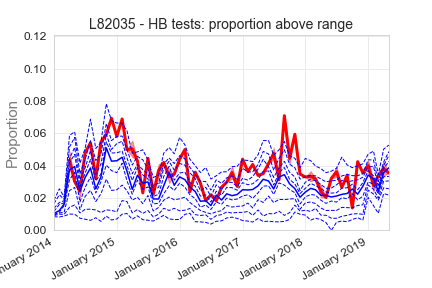 L82035 - HB tests: proportion above range
0.12
0.10
0.08
0.06
0.04
0.02
0.00
Proportion
nuary 2014
January 2015
January 2016
January 2017
January 2018
January 2019